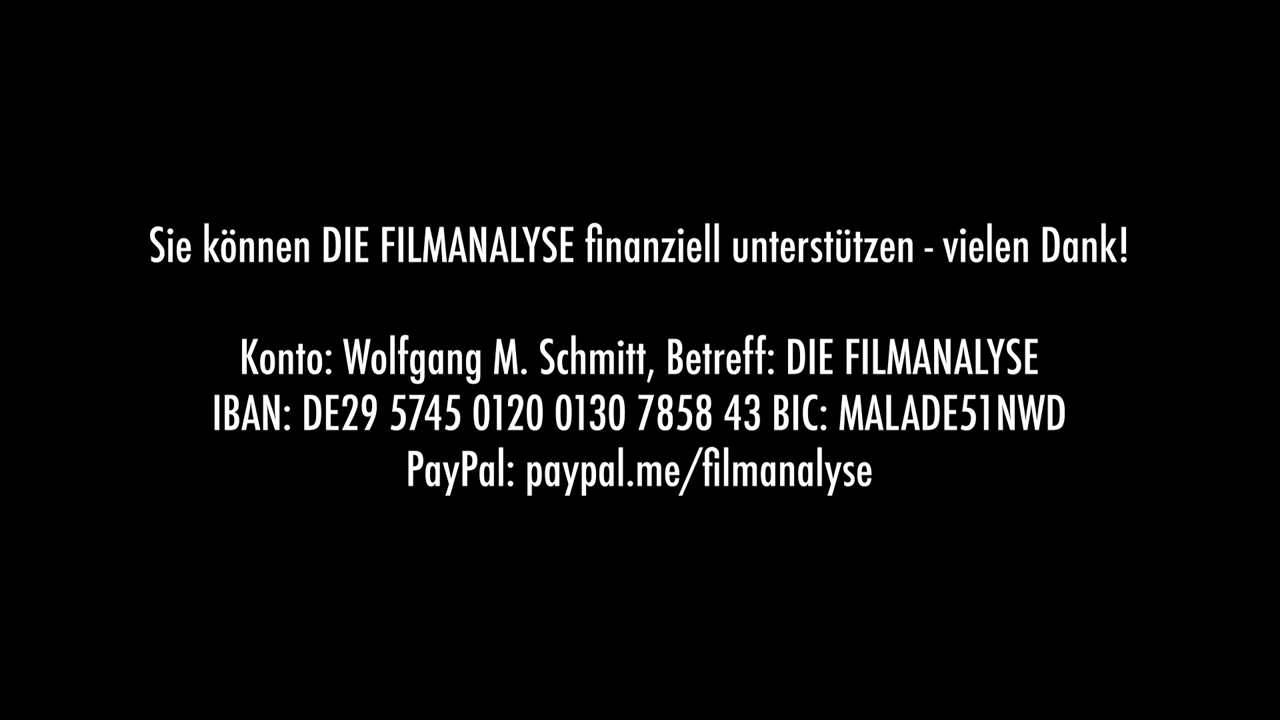 Sie können DIE FILMANALYSE finanziell unterstützen - vielen Dank!
Konto: Wolfgang M. Schmitt, Betreff: DIE FILMANALYSE
IBAN: DE29 5745 0120 0130 7858 43 BIC: MALADE51NWD
PayPal: paypal.me/filmanalyse